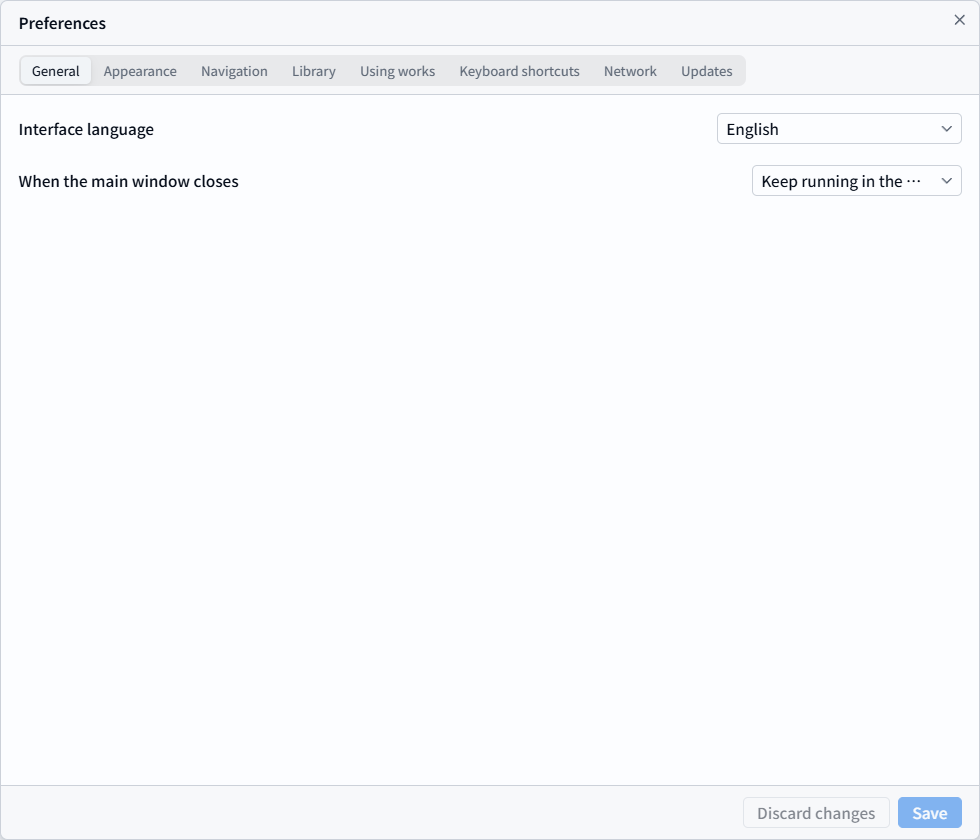 Preferences
General Appearance Navigation Library Using works Keyboard shortcuts Network Updates
Interface language English
When the main window closes Keep running in the ···
Discard changes Save